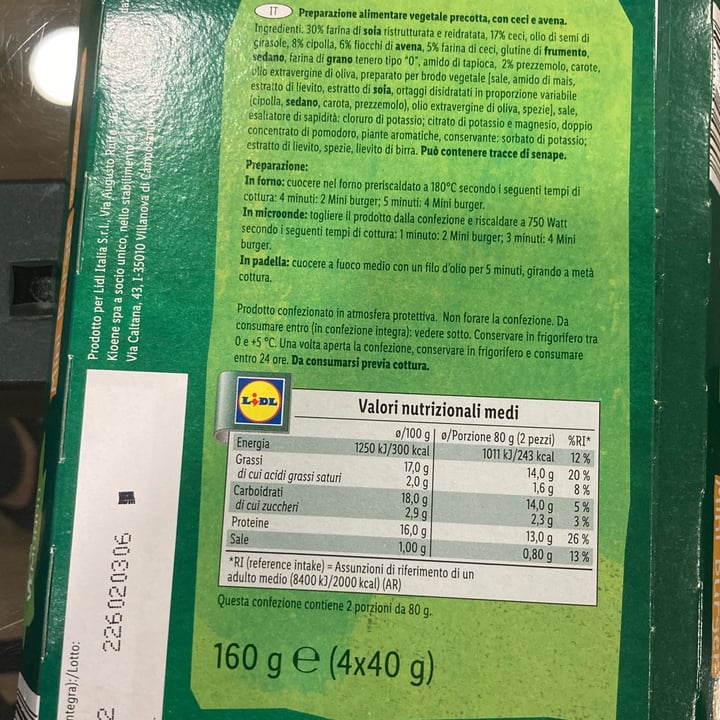 IT Preparazione alimentare vegetale precotta, con ceci e avena.
Ingredienti: 30% farina di soia ristrutturata e reidratata, 17% ceci, olio di semi di
girasole, 8% cipolla, 6% fiocchi di avena, 5% farina di ceci, glutine di frumento,
sedano, farina di grano tenero tipo "0", amido di tapioca, 2% prezzemolo, carote,
olio extravergine di oliva, preparato per brodo vegetale [sale, amido di mais,
estratto di lievito, estratto di soia, ortaggi disidratati in proporzione variabile
(cipolla, sedano, carota, prezzemolo), olio extravergine di oliva, spezie], sale,
esaltatore di sapidità: cloruro di potassio; citrato di potassio e magnesio, doppio
concentrato di pomodoro, piante aromatiche, conservante: sorbato di potassio;
estratto di lievito, spezie, lievito di birra. Può contenere tracce di senape.
Preparazione:
In forno: cuocere nel forno preriscaldato a 180°C secondo i seguenti tempi di
cottura: 4 minuti: 2 Mini burger; 5 minuti: 4 Mini burger.
In microonde: togliere il prodotto dalla confezione e riscaldare a 750 Watt
secondo i seguenti tempi di cottura: 1 minuto: 2 Mini burger; 3 minuti: 4 Mini
burger.
In padella: cuocere a fuoco medio con un filo d'olio per 5 minuti, girando a metà
cottura.
Prodotto confezionato in atmosfera protettiva. Non forare la confezione. Da
consumare entro (in confezione integra): vedere sotto. Conservare in frigorifero tra
0 e +5 °C. Una volta aperta la confezione, conservare in frigorifero e consumare
entro 24 ore. Da consumarsi previa cottura.
LIDL
Valori nutrizionali medi
ø/100 g ø/Porzione 80 g (2 pezzi) %RI*
Energia 1250 kJ/300 kcal 1011 kJ/243 kcal 12 %
Grassi 17,0 g 14,0 g 20 %
di cui acidi grassi saturi 2,0 g 1,6 g 8 %
Carboidrati 18,0 g 14,0 g 5 %
di cui zuccheri 2,9 g 2,3 g 3 %
Proteine 16,0 g 13,0 g 26 %
Sale 1,00 g 0,80 g 13 %
*RI (reference intake) = Assunzioni di riferimento di un
adulto medio (8400 kJ/2000 kcal) (AR)
Questa confezione contiene 2 porzioni da 80 g.
160 g e (4x40 g)
Prodotto per Lidl Italia S.r.l., Via Augusto
Kioene spa a socio unico, nello stabilimento
Via Caltana, 43, I-35010 Villanova di
226020306
/Lotto: